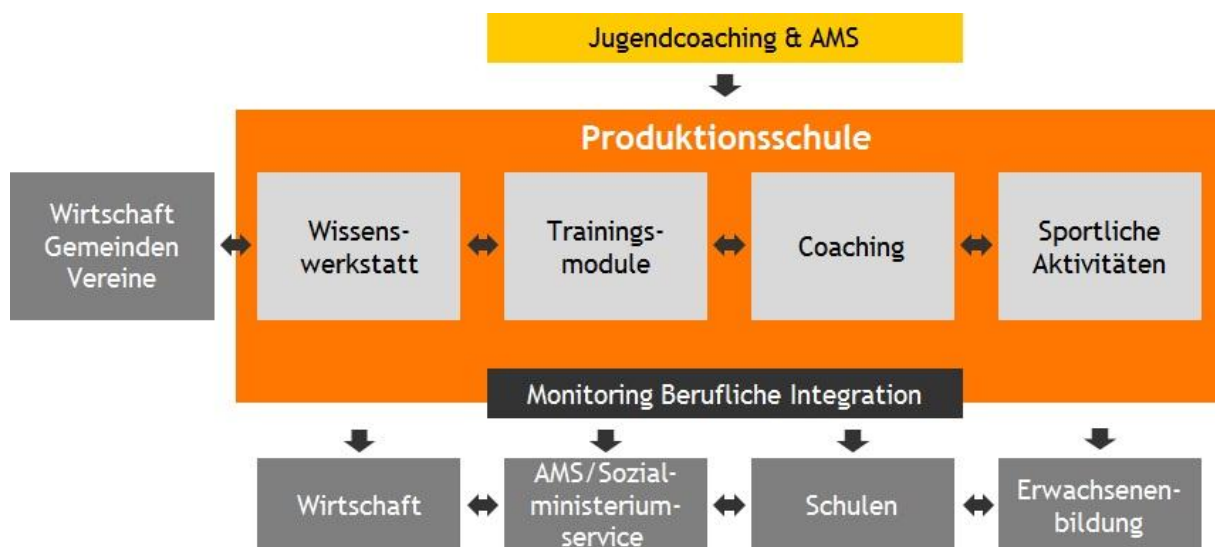 Jugendcoaching & AMS
Produktionsschule
Wirtschaft
Gemeinden
Vereine
Wissens-
werkstatt
Trainings-
module
Coaching
Sportliche
Aktivitäten
Monitoring Berufliche Integration
Wirtschaft
AMS/Sozial-
ministerium-
service
Schulen
Erwachsenen-
bildung